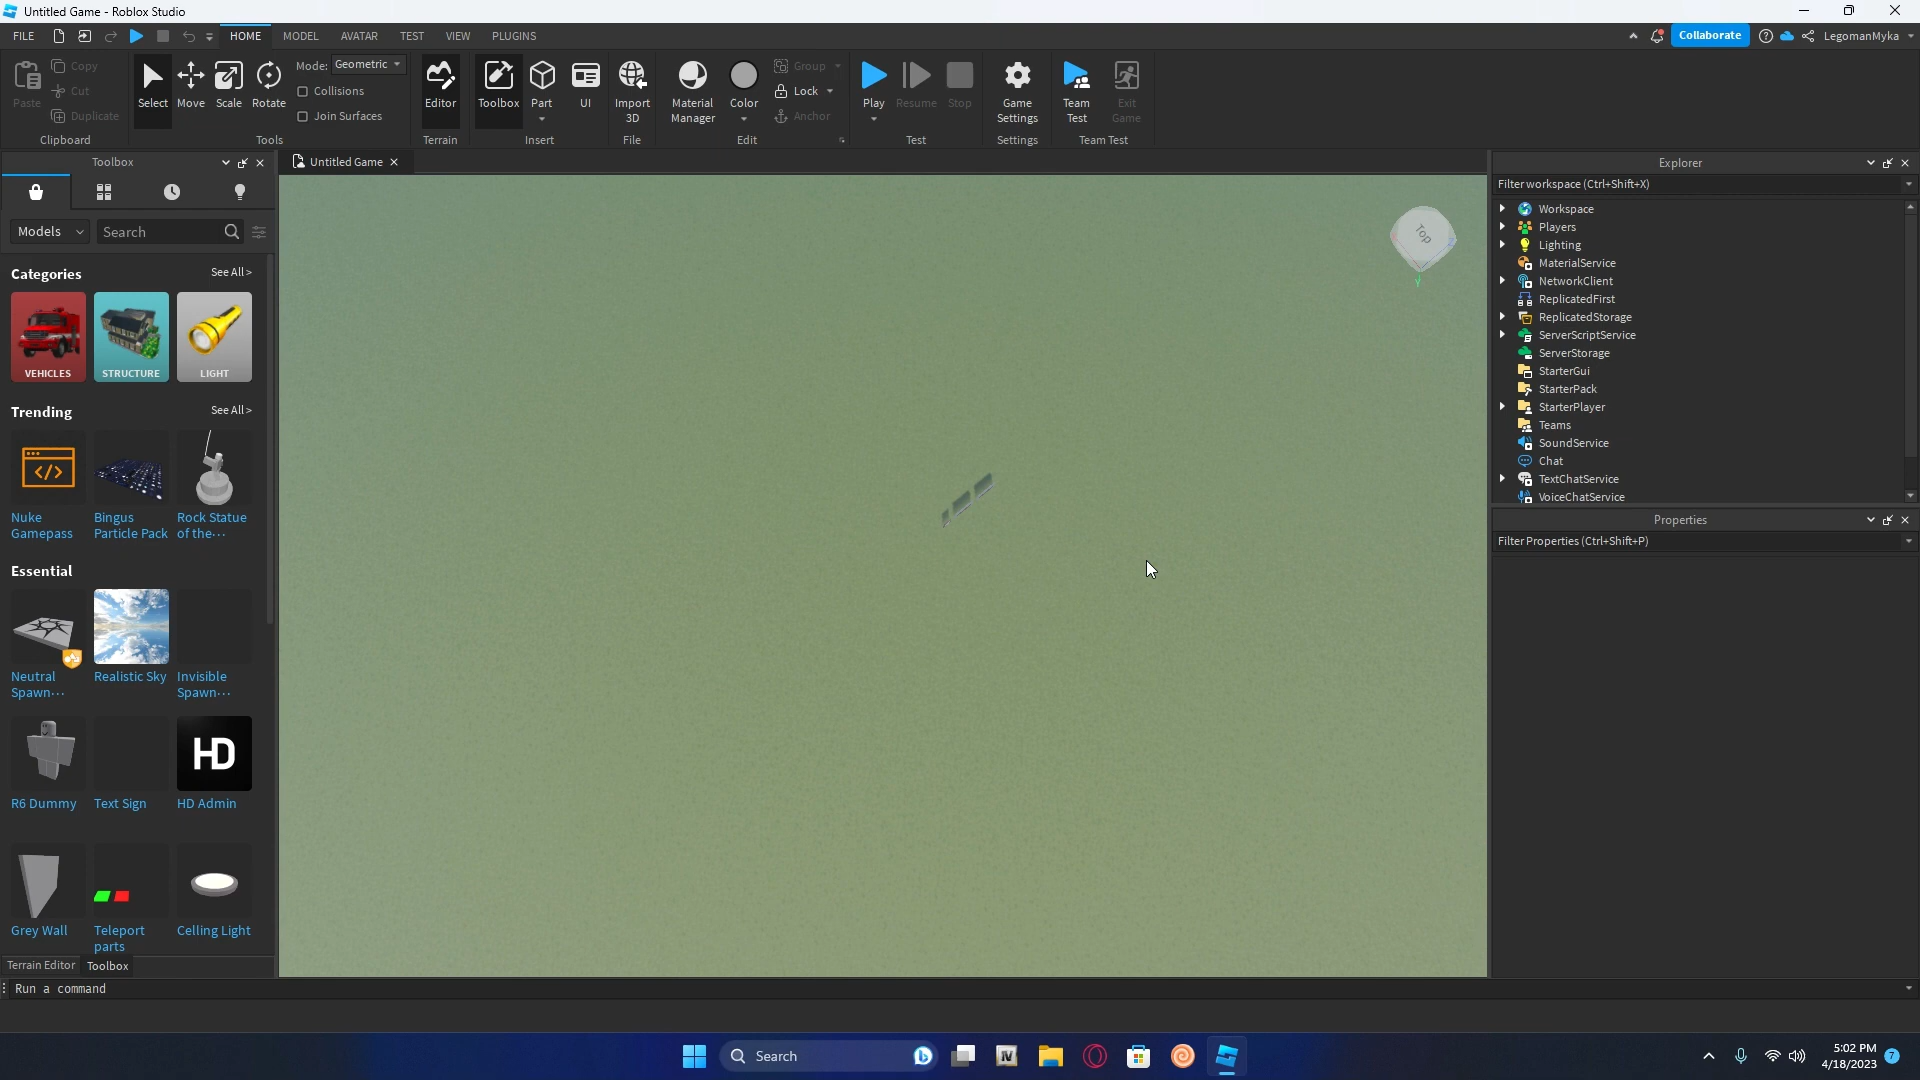 Untitled Game - Roblox Studio
FILE HOME MODEL AVATAR TEST VIEW PLUGINS Collaborate LegomanMyka
Paste Copy Cut Duplicate Clipboard
Select Move Scale Rotate Mode: Geometric Collisions Join Surfaces Tools
Editor Terrain
Toolbox Part UI Insert
Import 3D File
Material Manager Color Group Lock Anchor Edit
Play Resume Stop Test
Game Settings Settings
Team Test Exit Game Team Test
Toolbox
Models Search
Categories See All >
VEHICLES STRUCTURE LIGHT
Trending See All >
Nuke Bingus Rock Statue
Gamepass Particle Pack of the...
Essential
Neutral Realistic Sky Invisible
Spawn... Spawn...
HD
R6 Dummy Text Sign HD Admin
Grey Wall Teleport Celling Light
parts
Terrain Editor Toolbox
Untitled Game
Top
Y
Explorer
Filter workspace (Ctrl+Shift+X)
Workspace
Players
Lighting
MaterialService
NetworkClient
ReplicatedFirst
ReplicatedStorage
ServerScriptService
ServerStorage
StarterGui
StarterPack
StarterPlayer
Teams
SoundService
Chat
TextChatService
VoiceChatService
Properties
Filter Properties (Ctrl+Shift+P)
Run a command
Search IV 5:02 PM
4/18/2023 7